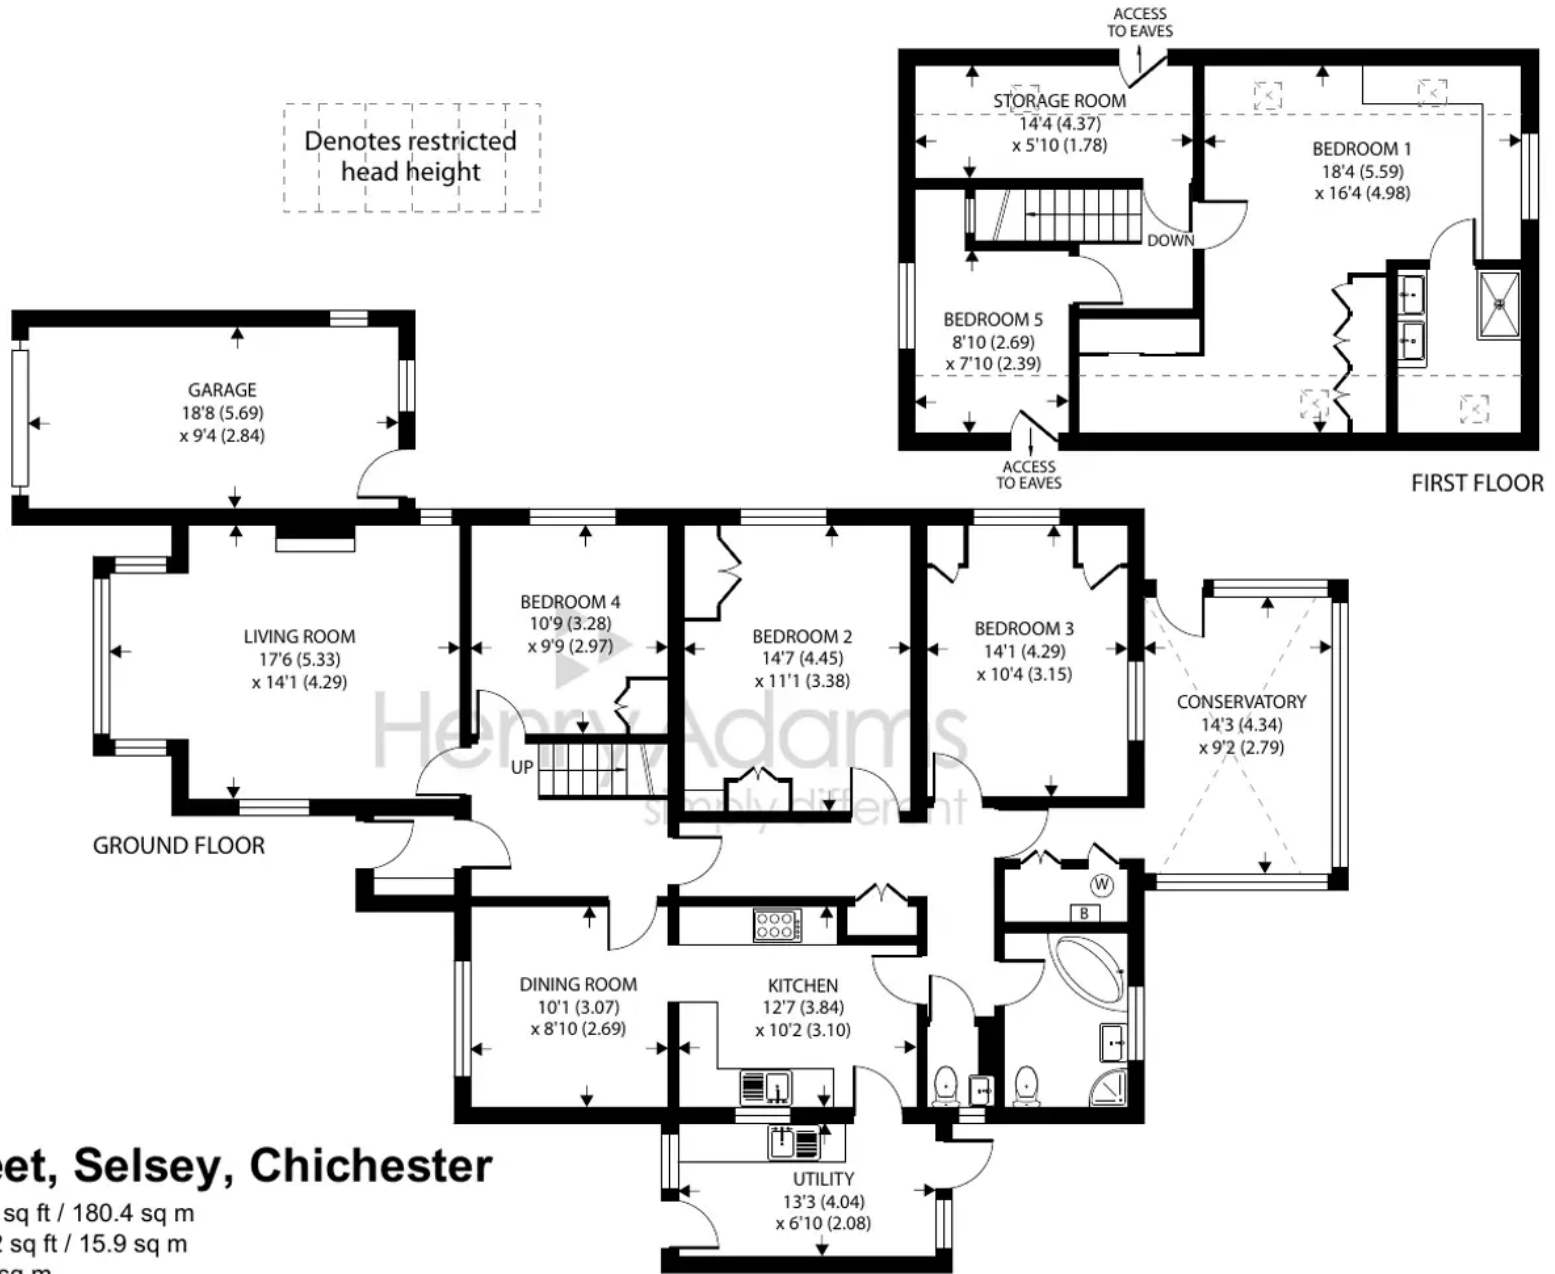 ACCESS
TO EAVES
STORAGE ROOM
14'4 (4.37)
x 5'10 (1.78)
BEDROOM 1
18'4 (5.59)
x 16'4 (4.98)
DOWN
BEDROOM 5
8'10 (2.69)
x 7'10 (2.39)
ACCESS
TO EAVES
FIRST FLOOR
Denotes restricted
head height
GARAGE
18'8 (5.69)
x 9'4 (2.84)
LIVING ROOM
17'6 (5.33)
x 14'1 (4.29)
BEDROOM 4
10'9 (3.28)
x 9'9 (2.97)
BEDROOM 2
14'7 (4.45)
x 11'1 (3.38)
BEDROOM 3
14'1 (4.29)
x 10'4 (3.15)
CONSERVATORY
14'3 (4.34)
x 9'2 (2.79)
Henry Adams
simply different
UP
GROUND FLOOR
W
B
DINING ROOM
10'1 (3.07)
x 8'10 (2.69)
KITCHEN
12'7 (3.84)
x 10'2 (3.10)
UTILITY
13'3 (4.04)
x 6'10 (2.08)
eet, Selsey, Chichester
sq ft / 180.4 sq m
2 sq ft / 15.9 sq m
sq m